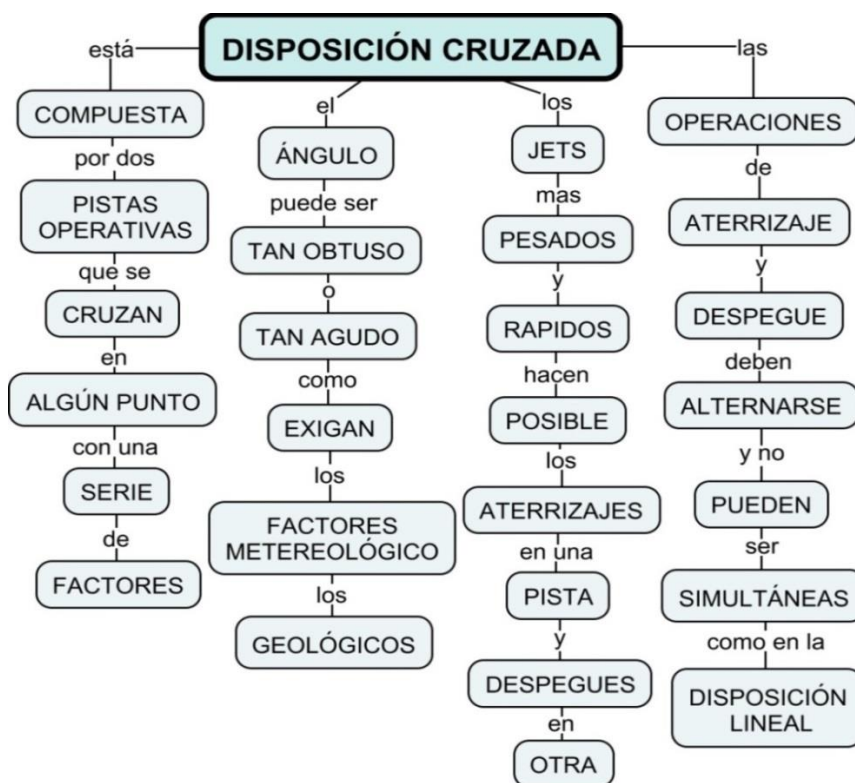 DISPOSICIÓN CRUZADA
está
COMPUESTA
por dos
PISTAS
OPERATIVAS
que se
CRUZAN
en
ALGÚN PUNTO
con una
SERIE
de
FACTORES
el
ÁNGULO
puede ser
TAN OBTUSO
o
TAN AGUDO
como
EXIGAN
los
FACTORES
METEREOLÓGICO
los
GEOLÓGICOS
los
JETS
mas
PESADOS
y
RAPIDOS
hacen
POSIBLE
los
ATERRIZAJES
en una
PISTA
y
DESPEGUES
en
OTRA
las
OPERACIONES
de
ATERRIZAJE
y
DESPEGUE
deben
ALTERNARSE
y no
PUEDEN
ser
SIMULTÁNEAS
como en la
DISPOSICIÓN
LINEAL